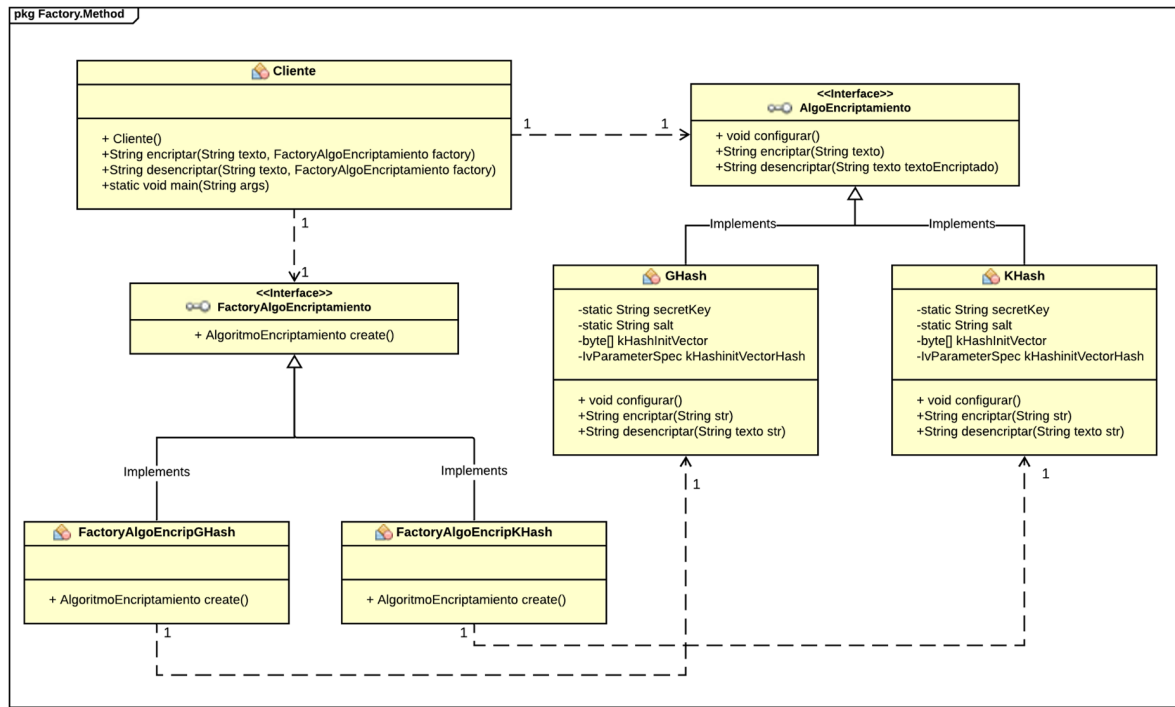 pkg Factory.Method
Cliente
+ Cliente()
+String encriptar(String texto, FactoryAlgoEncriptamiento factory)
+String desencriptar(String texto, FactoryAlgoEncriptamiento factory)
+static void main(String args)
1
1
<<Interface>>
AlgoEncriptamiento
+ void configurar()
+String encriptar(String texto)
+String desencriptar(String texto textoEncriptado)
1
1
<<Interface>>
FactoryAlgoEncriptamiento
+ AlgoritmoEncriptamiento create()
Implements
Implements
GHash
-static String secretKey
-static String salt
-byte[] kHashInitVector
-IvParameterSpec kHashinitVectorHash
+ void configurar()
+String encriptar(String str)
+String desencriptar(String texto str)
KHash
-static String secretKey
-static String salt
-byte[] kHashInitVector
-IvParameterSpec kHashinitVectorHash
+ void configurar()
+String encriptar(String str)
+String desencriptar(String texto str)
Implements
Implements
1
1
FactoryAlgoEncripGHash
+ AlgoritmoEncriptamiento create()
FactoryAlgoEncripKHash
+ AlgoritmoEncriptamiento create()
1
1